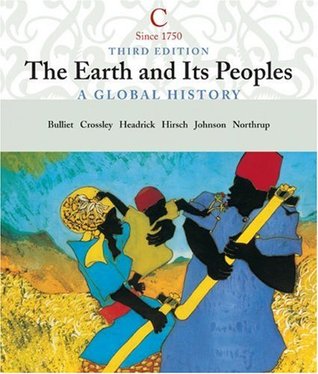 C
Since 1750
THIRD EDITION
The Earth and Its Peoples
A GLOBAL HISTORY
Bulliet Crossley Headrick Hirsch Johnson Northrup